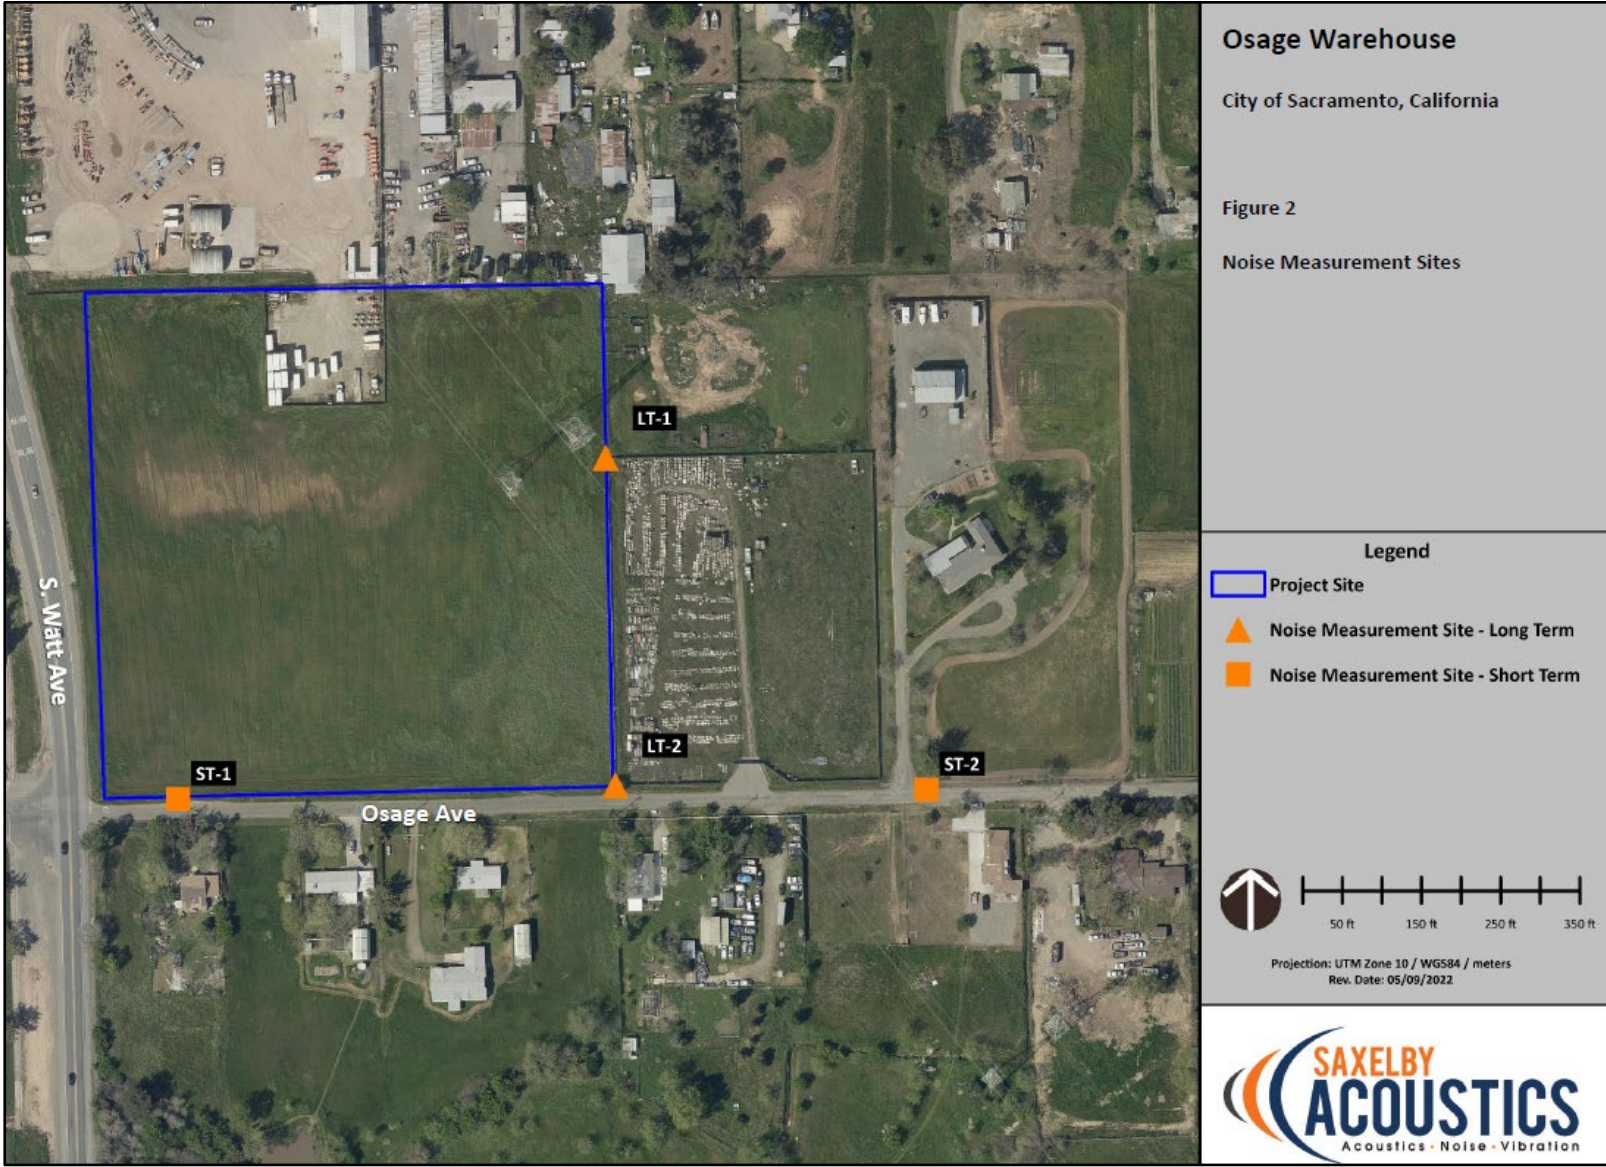 Osage Warehouse
City of Sacramento, California
Figure 2
Noise Measurement Sites
LT-1
LT-2
ST-1
ST-2
S. Watt Ave
Osage Ave
Legend
Project Site
Noise Measurement Site - Long Term
Noise Measurement Site - Short Term
50 ft 150 ft 250 ft 350 ft
Projection: UTM Zone 10 / WGS84 / meters
Rev. Date: 05/09/2022
SAXELBY
ACOUSTICS
Acoustics · Noise · Vibration